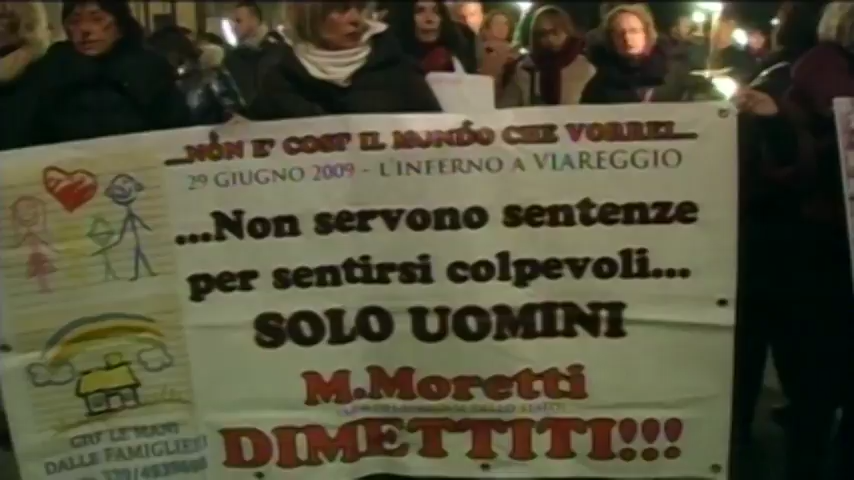 ...NON E' COSI' IL MONDO CHE VORREI...
29 GIUGNO 2009 - L'INFERNO A VIAREGGIO
...Non servono sentenze
per sentirsi colpevoli...
SOLO UOMINI
M.Moretti
DIMETTITI!!!
GIU' LE MANI
DALLE FAMIGLIE!